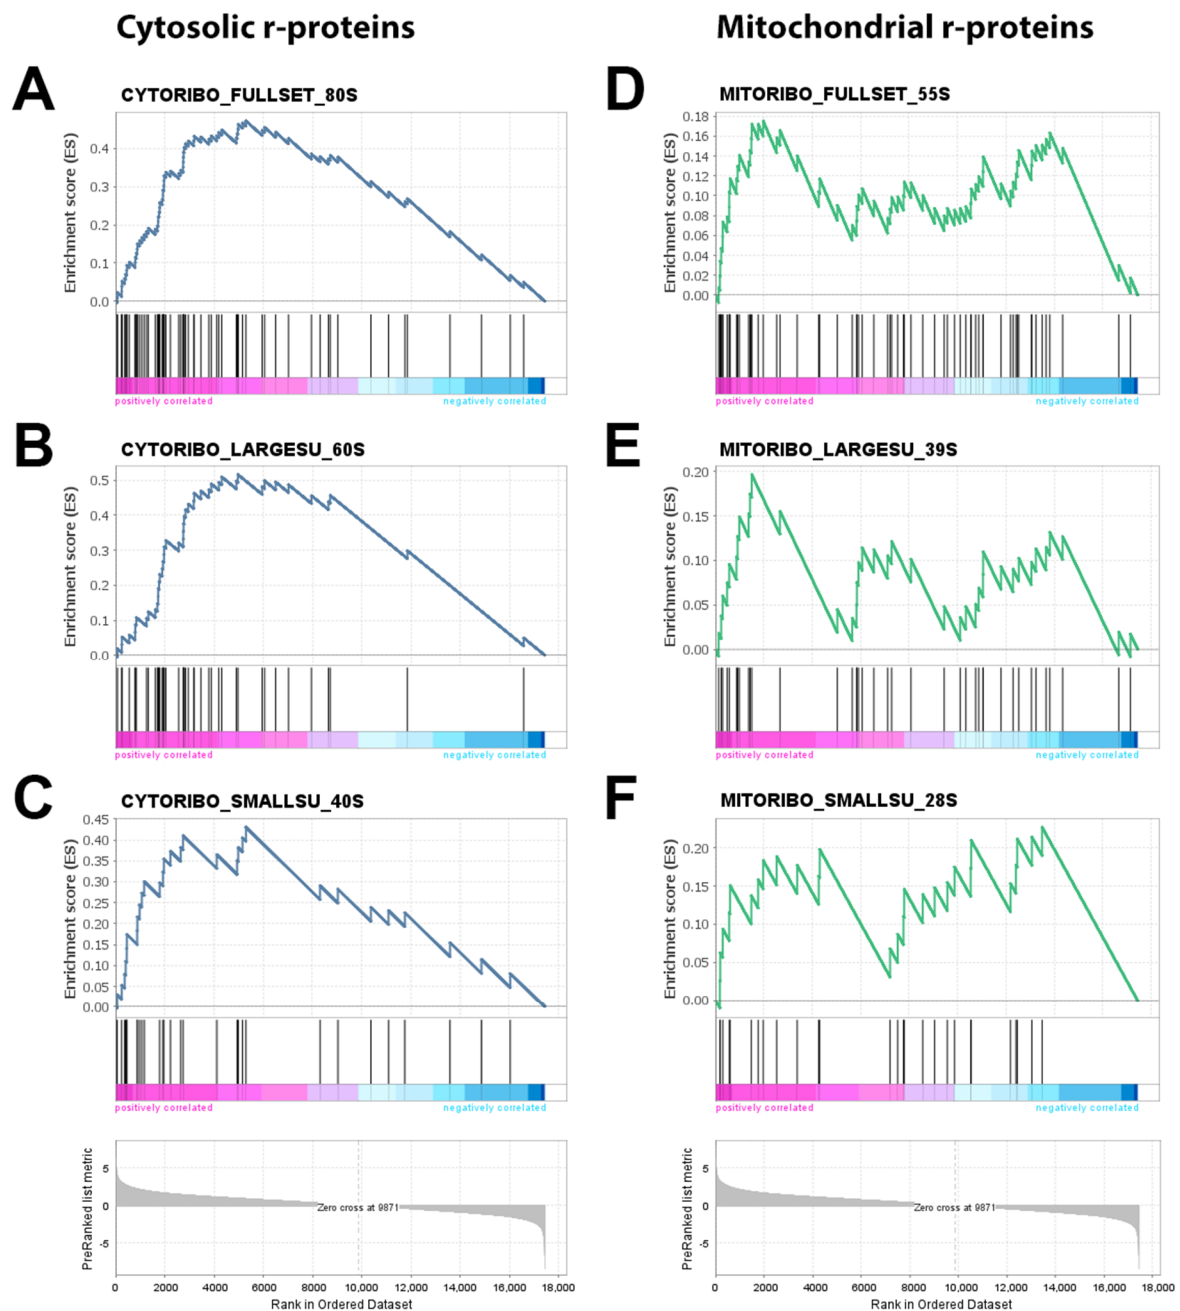 Cytosolic r-proteins
Mitochondrial r-proteins
A
CYTORIBO_FULLSET_80S
Enrichment score (ES)
0.4
0.3
0.2
0.1
0.0
positively correlated
negatively correlated
D
MITORIBO_FULLSET_55S
Enrichment score (ES)
0.18
0.16
0.14
0.12
0.10
0.08
0.06
0.04
0.02
0.00
positively correlated
negatively correlated
B
CYTORIBO_LARGESU_60S
Enrichment score (ES)
0.5
0.4
0.3
0.2
0.1
0.0
positively correlated
negatively correlated
E
MITORIBO_LARGESU_39S
Enrichment score (ES)
0.20
0.15
0.10
0.05
0.00
positively correlated
negatively correlated
C
CYTORIBO_SMALLSU_40S
Enrichment score (ES)
0.45
0.40
0.35
0.30
0.25
0.20
0.15
0.10
0.05
0.00
positively correlated
negatively correlated
F
MITORIBO_SMALLSU_28S
Enrichment score (ES)
0.20
0.15
0.10
0.05
0.00
positively correlated
negatively correlated
PreRanked list metric
5
0
-5
Zero cross at 9871
0 2000 4000 6000 8000 10,000 12,000 14,000 16,000 18,000
Rank in Ordered Dataset
PreRanked list metric
5
0
-5
Zero cross at 9871
0 2000 4000 6000 8000 10,000 12,000 14,000 16,000 18,000
Rank in Ordered Dataset